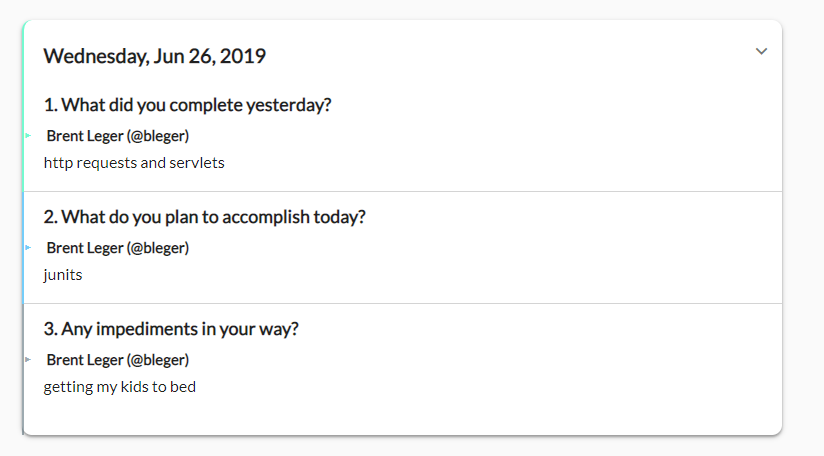 Wednesday, Jun 26, 2019
1. What did you complete yesterday?
Brent Leger (@bleger)
http requests and servlets
2. What do you plan to accomplish today?
Brent Leger (@bleger)
junits
3. Any impediments in your way?
Brent Leger (@bleger)
getting my kids to bed